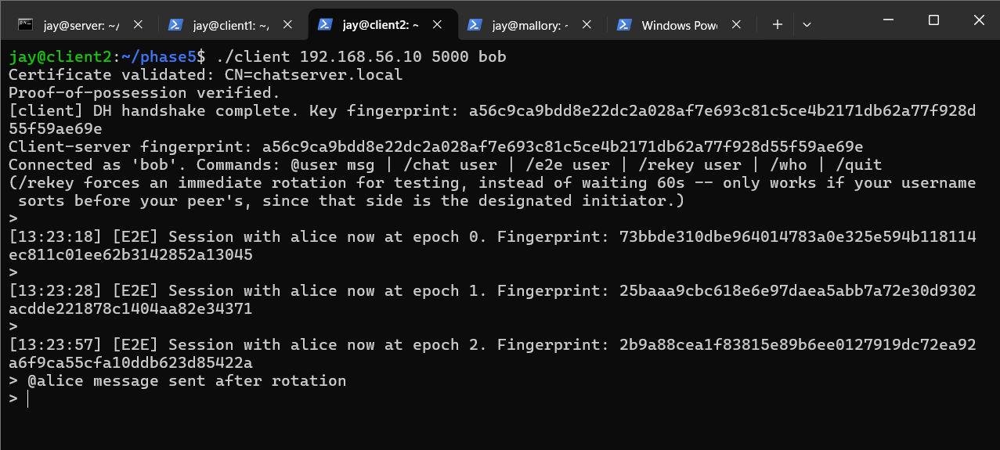 jay@server: ~/
jay@client1: ~/
jay@client2: ~
jay@mallory: ~
Windows Pow
jay@client2:~/phase5$ ./client 192.168.56.10 5000 bob
Certificate validated: CN=chatserver.local
Proof-of-possession verified.
[client] DH handshake complete. Key fingerprint: a56c9ca9bdd8e22dc2a028af7e693c81c5ce4b2171db62a77f928d
55f59ae69e
Client-server fingerprint: a56c9ca9bdd8e22dc2a028af7e693c81c5ce4b2171db62a77f928d55f59ae69e
Connected as 'bob'. Commands: @user msg | /chat user | /e2e user | /rekey user | /who | /quit
(/rekey forces an immediate rotation for testing, instead of waiting 60s -- only works if your username
 sorts before your peer's, since that side is the designated initiator.)
>
[13:23:18] [E2E] Session with alice now at epoch 0. Fingerprint: 73bbde310dbe964014783a0e325e594b118114
ec811c01ee62b3142852a13045
>
[13:23:28] [E2E] Session with alice now at epoch 1. Fingerprint: 25baaa9cbc618e6e97daea5abb7a72e30d9302
acdde221878c1404aa82e34371
>
[13:23:57] [E2E] Session with alice now at epoch 2. Fingerprint: 2b9a88cea1f83815e89b6ee0127919dc72ea92
a6f9ca55cfa10ddb623d85422a
> @alice message sent after rotation
>